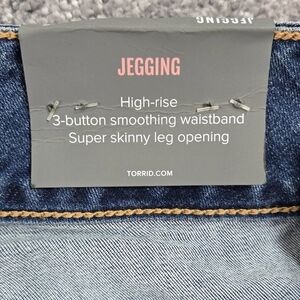 JEGGING
JEGGING
High-rise
3-button smoothing waistband
Super skinny leg opening
TORRID.COM